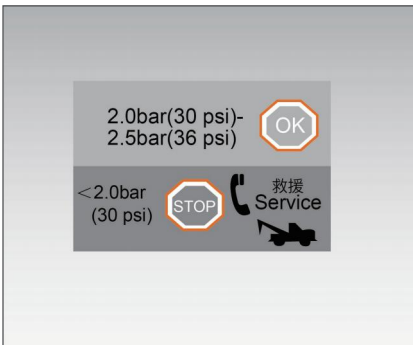 2.0bar(30 psi)-
2.5bar(36 psi)
OK
<2.0bar
(30 psi)
STOP
救援
Service